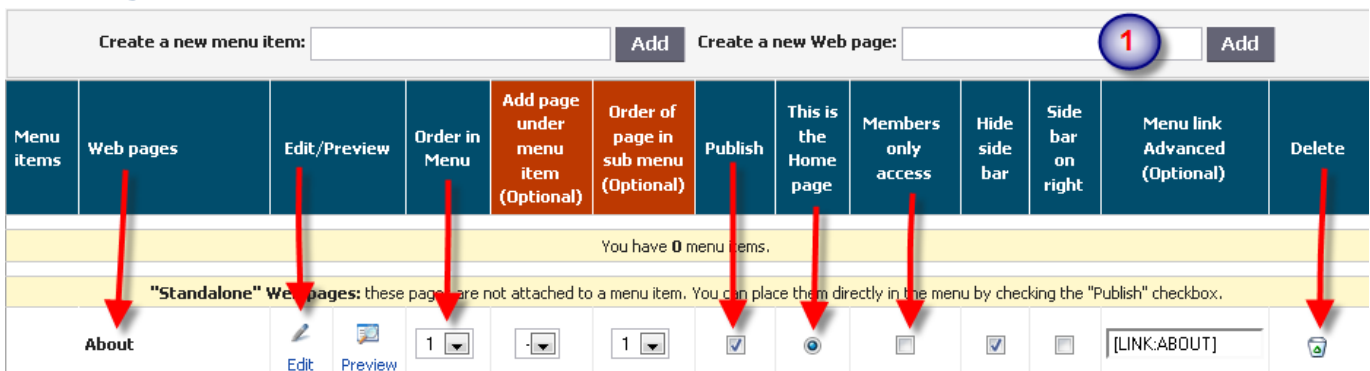 Create a new menu item: Add Create a new Web page: 1 Add
Menu items Web pages Edit/Preview Order in Menu Add page under menu item (Optional) Order of page in sub menu (Optional) Publish This is the Home page Members only access Hide side bar Side bar on right Menu link Advanced (Optional) Delete
You have 0 menu items.
"Standalone" Web pages: these pages are not attached to a menu item. You can place them directly in the menu by checking the "Publish" checkbox.
About Edit Preview 1 - 1 [LINK:ABOUT]